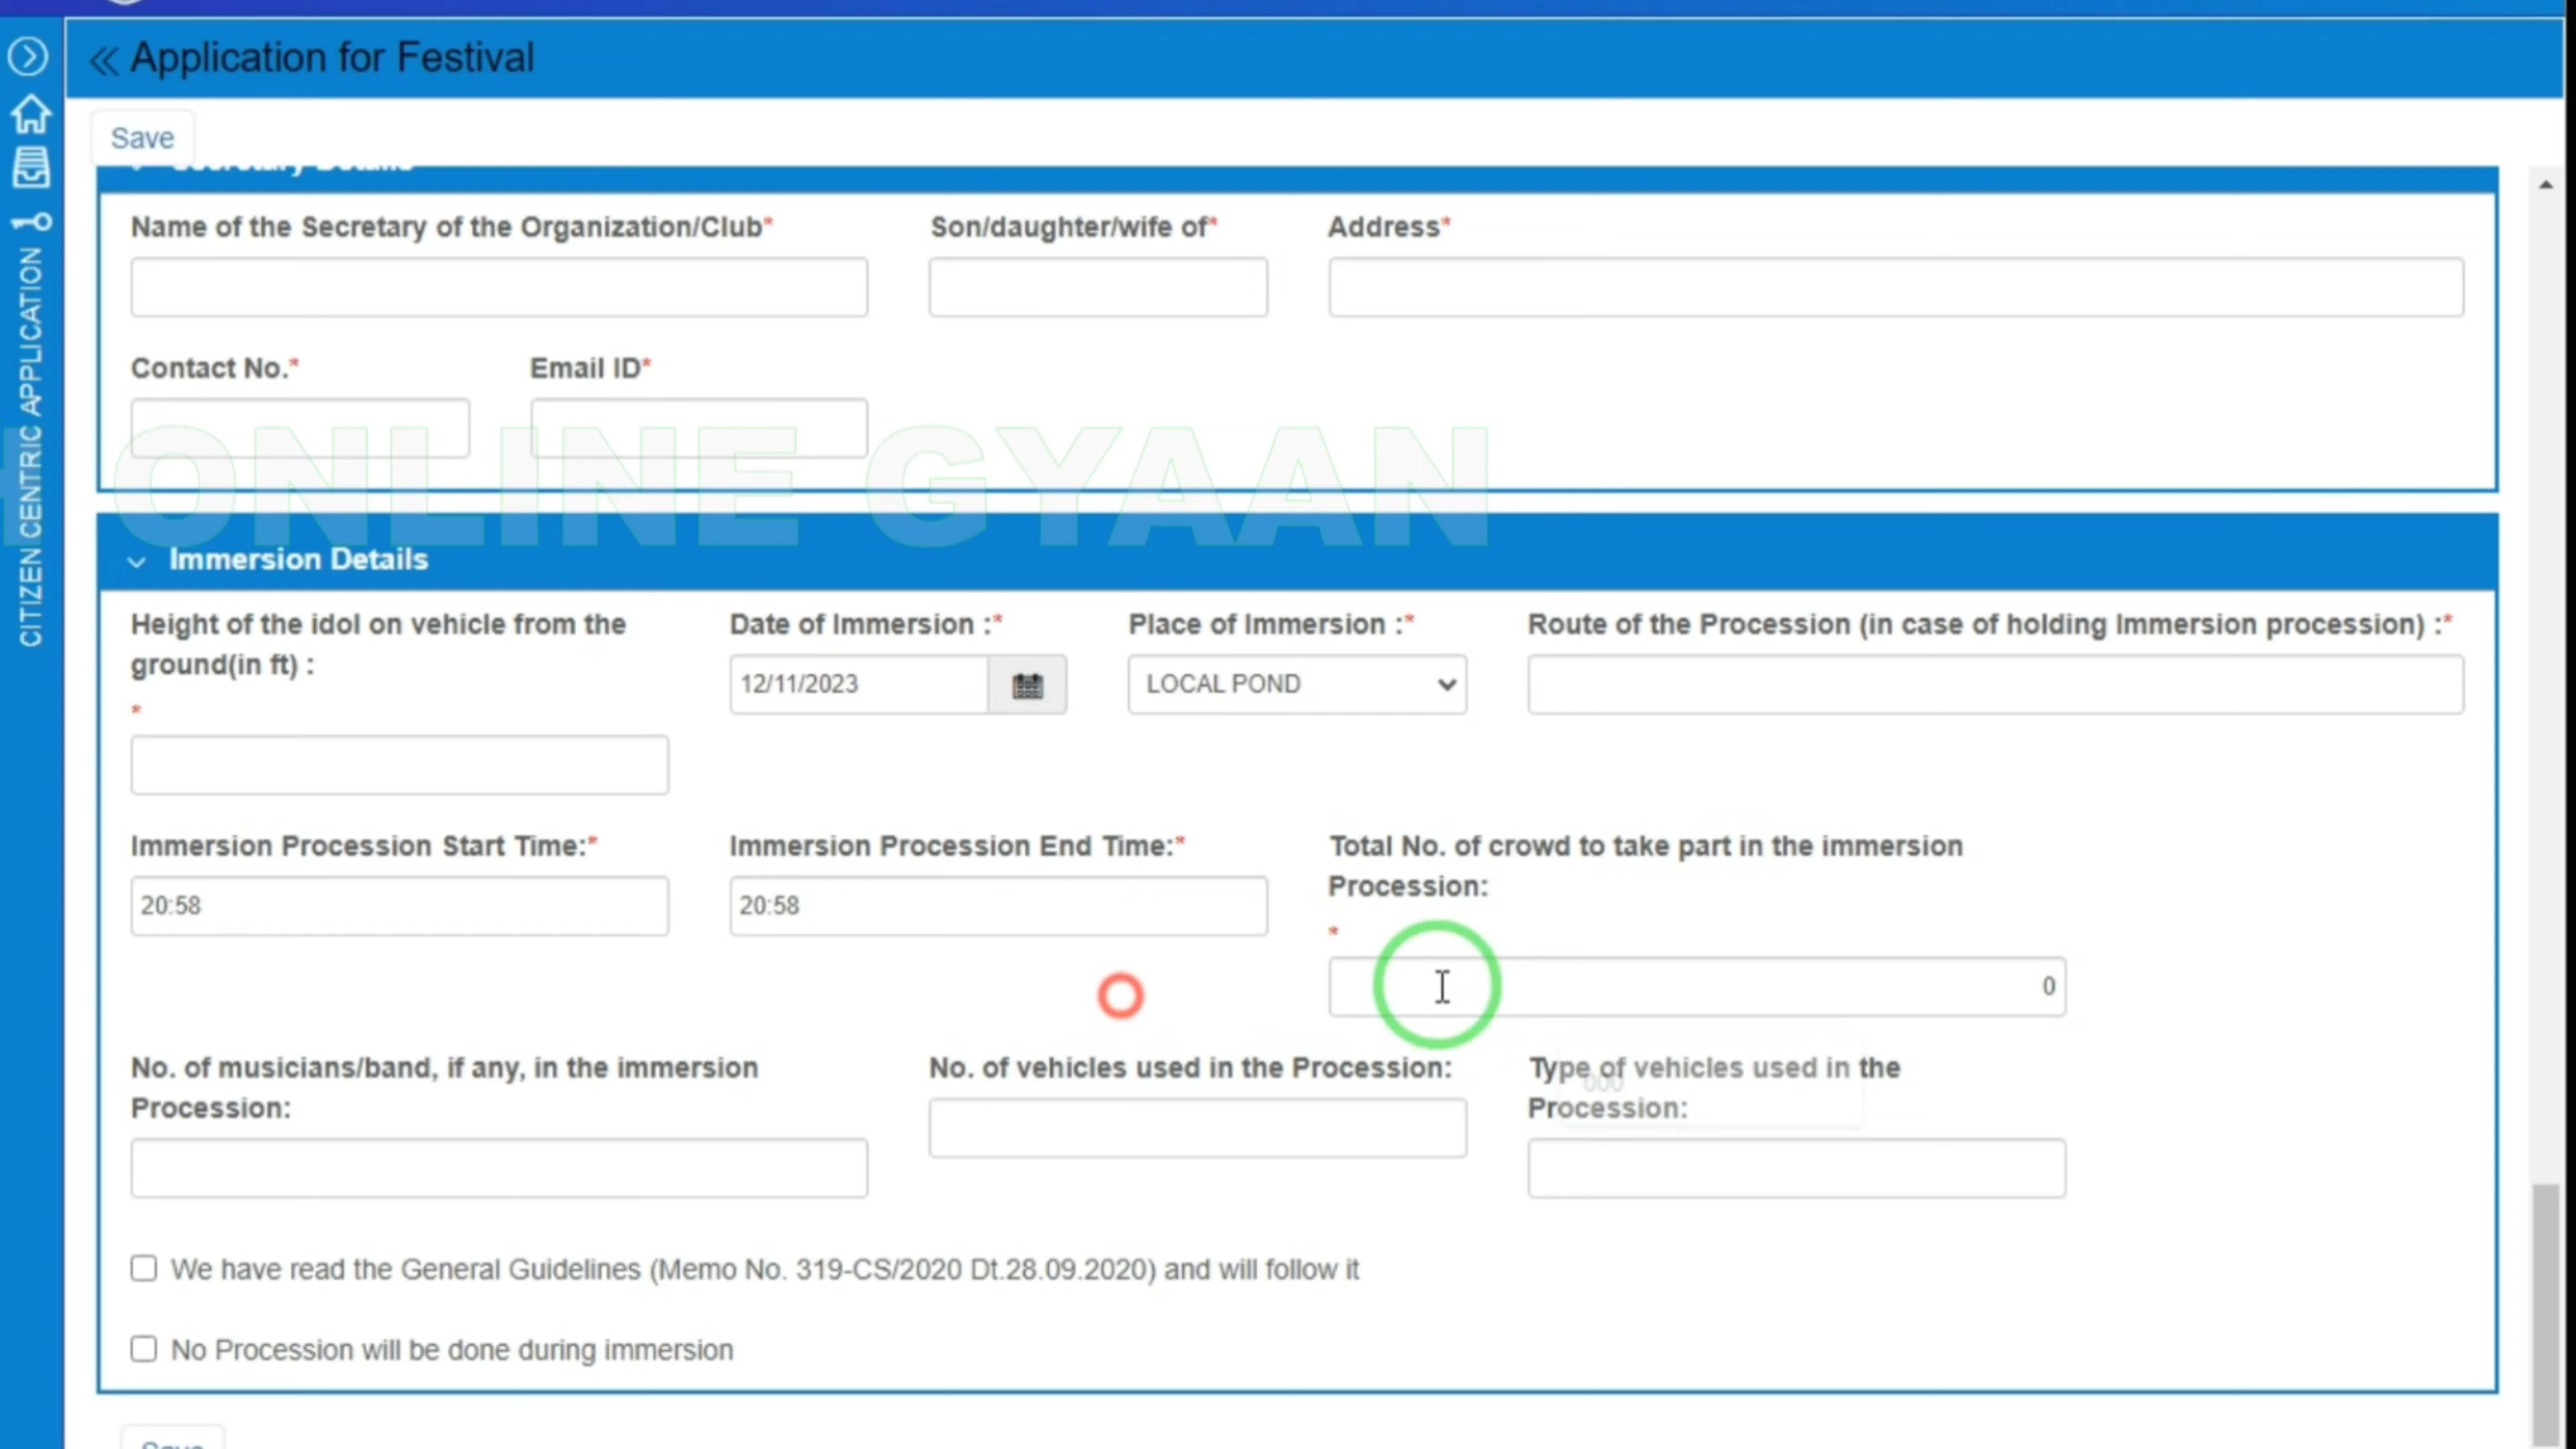 Application for Festival
Save
CITIZEN CENTRIC APPLICATION
Secretary Details
Name of the Secretary of the Organization/Club*
Son/daughter/wife of*
Address*
Contact No.*
Email ID*
ONLINE GYAAN
Immersion Details
Height of the idol on vehicle from the
ground(in ft) :
*
Date of Immersion :*
12/11/2023
Place of Immersion :*
LOCAL POND
Route of the Procession (in case of holding Immersion procession) :*
Immersion Procession Start Time:*
20:58
Immersion Procession End Time:*
20:58
Total No. of crowd to take part in the immersion
Procession:
*
0
No. of musicians/band, if any, in the immersion
Procession:
No. of vehicles used in the Procession:
Type of vehicles used in the
Procession:
000
We have read the General Guidelines (Memo No. 319-CS/2020 Dt.28.09.2020) and will follow it
No Procession will be done during immersion
Save